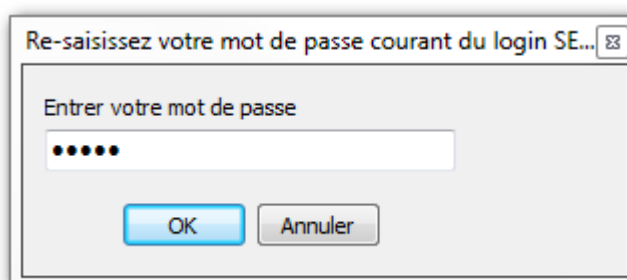 Re-saisissez votre mot de passe courant du login SE...
Entrer votre mot de passe
•••••
OK
Annuler